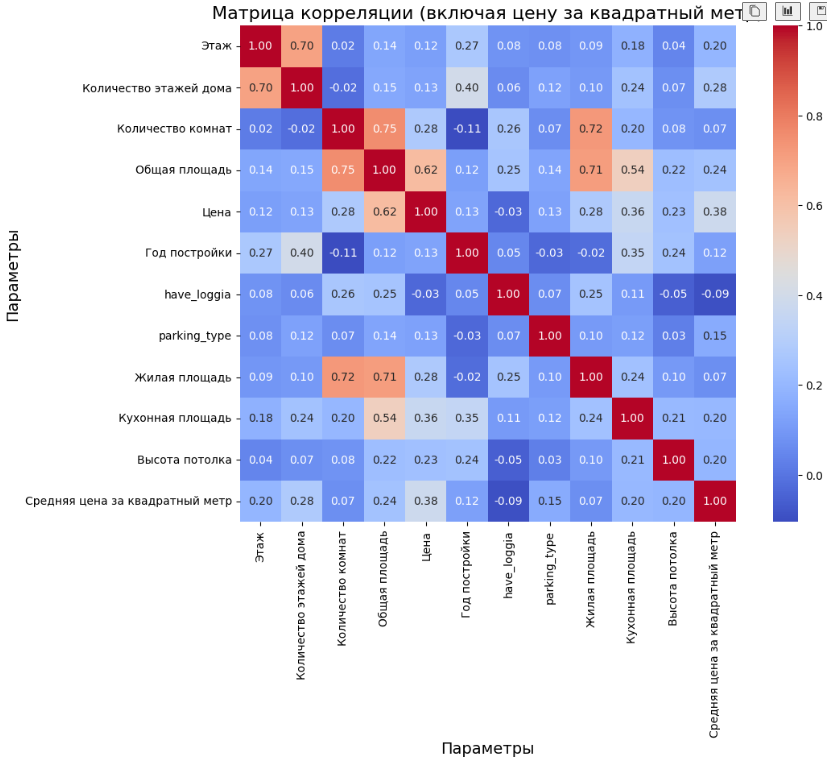 Матрица корреляции (включая цену за квадратный мет
Параметры
Этаж 1.00 0.70 0.02 0.14 0.12 0.27 0.08 0.08 0.09 0.18 0.04 0.20
Количество этажей дома 0.70 1.00 -0.02 0.15 0.13 0.40 0.06 0.12 0.10 0.24 0.07 0.28
Количество комнат 0.02 -0.02 1.00 0.75 0.28 -0.11 0.26 0.07 0.72 0.20 0.08 0.07
Общая площадь 0.14 0.15 0.75 1.00 0.62 0.12 0.25 0.14 0.71 0.54 0.22 0.24
Цена 0.12 0.13 0.28 0.62 1.00 0.13 -0.03 0.13 0.28 0.36 0.23 0.38
Год постройки 0.27 0.40 -0.11 0.12 0.13 1.00 0.05 -0.03 -0.02 0.35 0.24 0.12
have_loggia 0.08 0.06 0.26 0.25 -0.03 0.05 1.00 0.07 0.25 0.11 -0.05 -0.09
parking_type 0.08 0.12 0.07 0.14 0.13 -0.03 0.07 1.00 0.10 0.12 0.03 0.15
Жилая площадь 0.09 0.10 0.72 0.71 0.28 -0.02 0.25 0.10 1.00 0.24 0.10 0.07
Кухонная площадь 0.18 0.24 0.20 0.54 0.36 0.35 0.11 0.12 0.24 1.00 0.21 0.20
Высота потолка 0.04 0.07 0.08 0.22 0.23 0.24 -0.05 0.03 0.10 0.21 1.00 0.20
Средняя цена за квадратный метр 0.20 0.28 0.07 0.24 0.38 0.12 -0.09 0.15 0.07 0.20 0.20 1.00
Этаж
Количество этажей дома
Количество комнат
Общая площадь
Цена
Год постройки
have_loggia
parking_type
Жилая площадь
Кухонная площадь
Высота потолка
Средняя цена за квадратный метр
Параметры
1.0
0.8
0.6
0.4
0.2
0.0